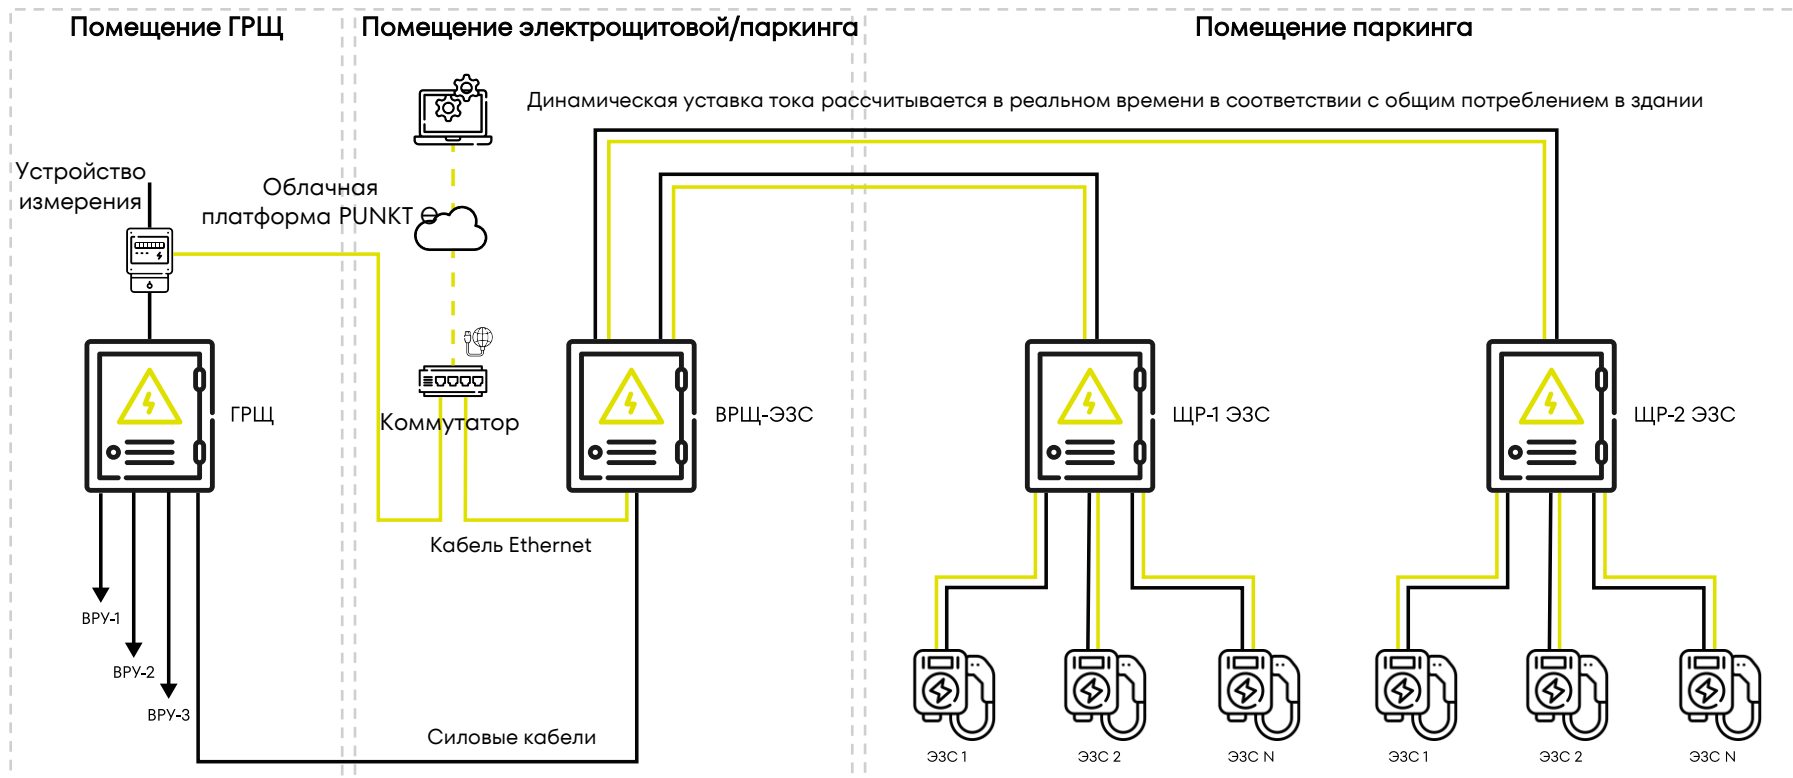 Помещение ГРЩ
Помещение электрощитовой/паркинга
Помещение паркинга
Динамическая уставка тока рассчитывается в реальном времени в соответствии с общим потреблением в здании
Устройство
измерения
Облачная
платформа PUNKT
ГРЩ
Коммутатор
ВРЩ-ЭЗС
ЩР-1 ЭЗС
ЩР-2 ЭЗС
Кабель Ethernet
ВРУ-1
ВРУ-2
ВРУ-3
Силовые кабели
ЭЗС 1
ЭЗС 2
ЭЗС N
ЭЗС 1
ЭЗС 2
ЭЗС N